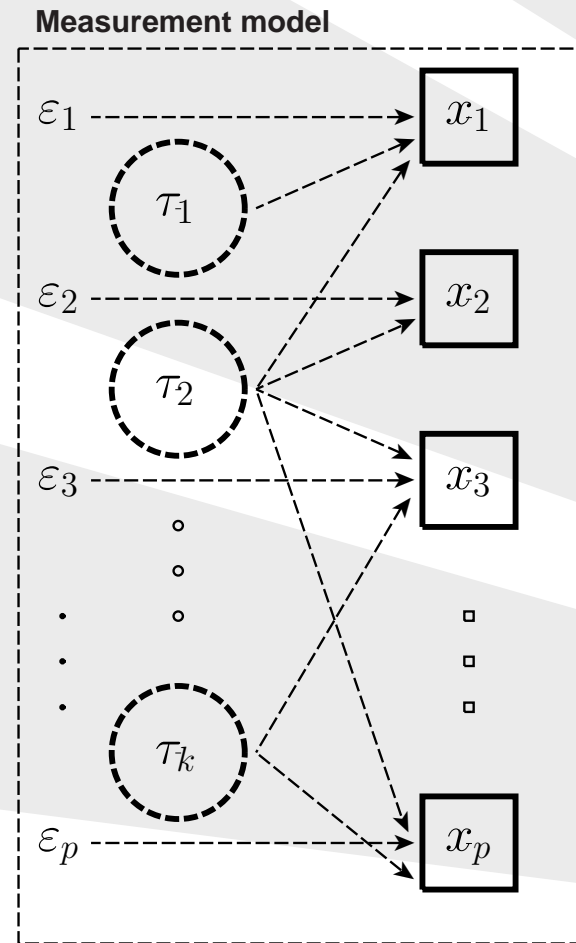 Measurement model
ε₁
x₁
τ₁
ε₂
x₂
τ₂
ε₃
x₃
τₖ
εₚ
xₚ